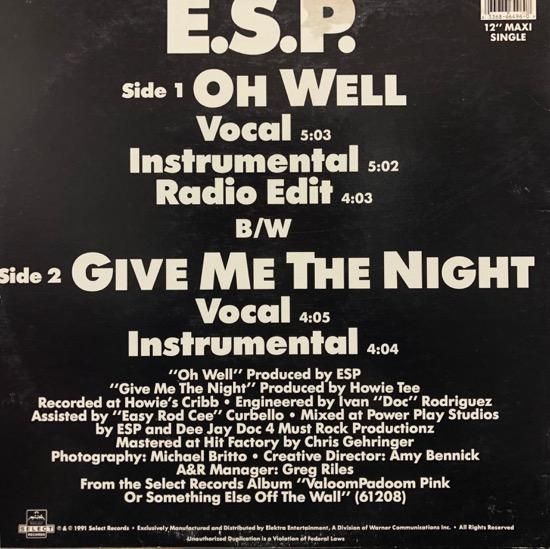 E.S.P.
12" MAXI
SINGLE
Side 1 OH WELL
Vocal 5:03
Instrumental 5:02
Radio Edit 4:03
B/W
Side 2 GIVE ME THE NIGHT
Vocal 4:05
Instrumental 4:04
"Oh Well" Produced by ESP
"Give Me The Night" Produced by Howie Tee
Recorded at Howie's Cribb • Engineered by Ivan "Doc" Rodriguez
Assisted by "Easy Rod Cee" Curbello • Mixed at Power Play Studios
by ESP and Dee Jay Doc 4 Must Rock Productionz
Mastered at Hit Factory by Chris Gehringer
Photography: Michael Britto • Creative Director: Amy Bennick
A&R Manager: Greg Riles
From the Select Records Album "ValoomPadoom Pink
Or Something Else Off The Wall" (61208)
SELECT
℗ & © 1991 Select Records • Exclusively Manufactured and Distributed by Elektra Entertainment, A Division of Warner Communications Inc. • All Rights Reserved
Unauthorized Duplication is a Violation of Federal Laws